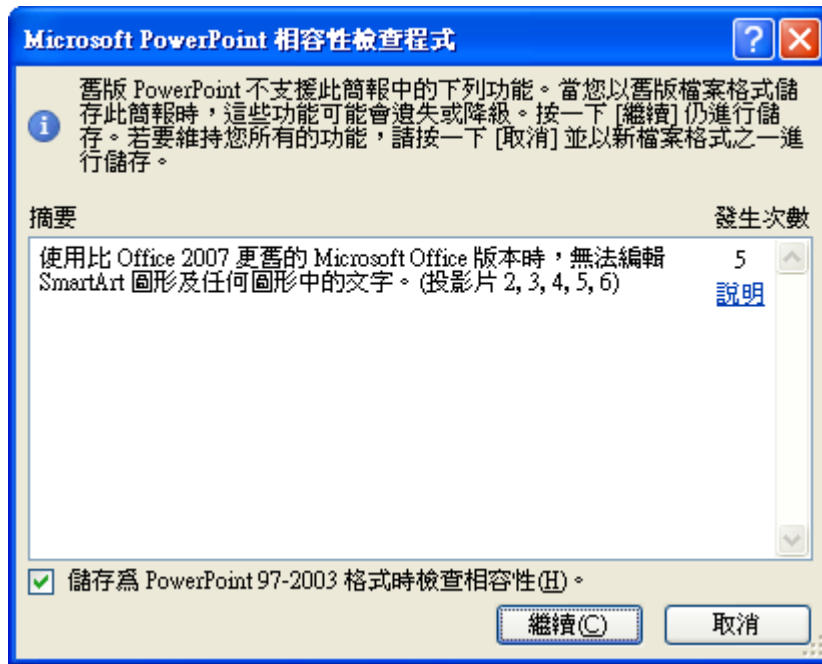 Microsoft PowerPoint 相容性檢查程式
舊版 PowerPoint 不支援此簡報中的下列功能。當您以舊版檔案格式儲
存此簡報時，這些功能可能會遺失或降級。按一下 [繼續] 仍進行儲
存。若要維持您所有的功能，請按一下 [取消] 並以新檔案格式之一進
行儲存。
摘要 發生次數
使用比 Office 2007 更舊的 Microsoft Office 版本時，無法編輯 5
SmartArt 圖形及任何圖形中的文字。(投影片 2, 3, 4, 5, 6) 說明
儲存為 PowerPoint 97-2003 格式時檢查相容性(H)。
繼續(C) 取消